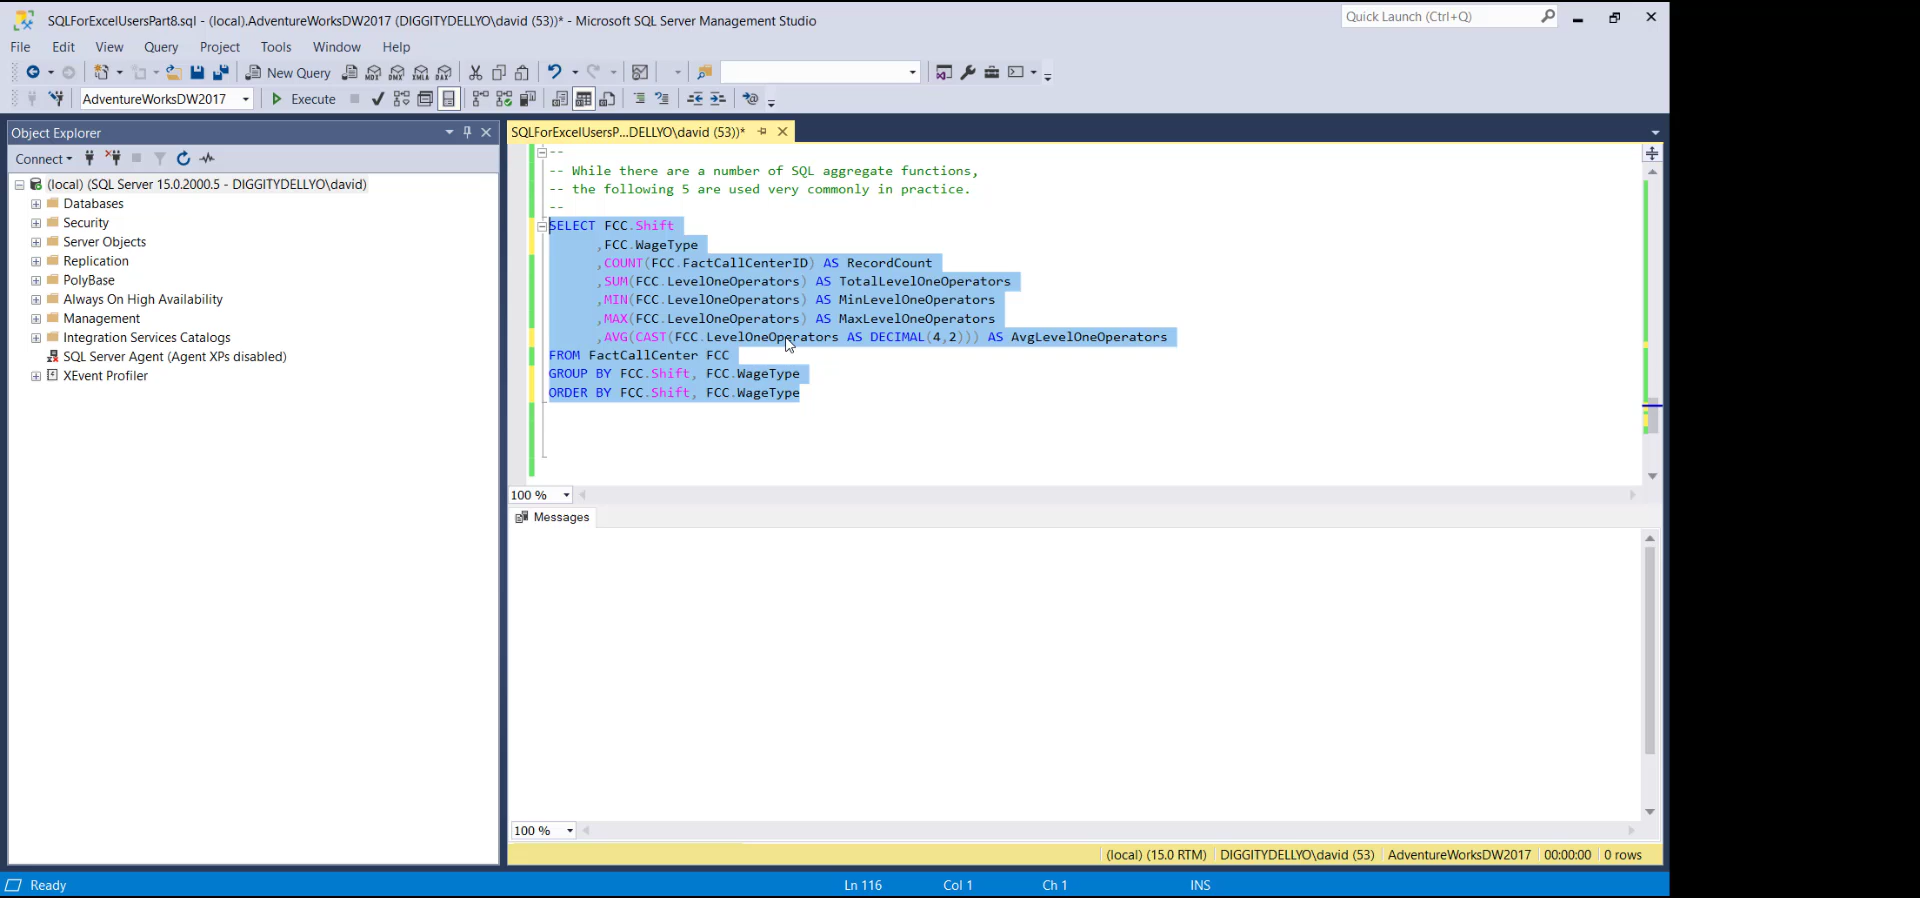 SQLForExcelUsersPart8.sql - (local).AdventureWorksDW2017 (DIGGITYDELLYO\david (53))* - Microsoft SQL Server Management Studio
Quick Launch (Ctrl+Q)
File Edit View Query Project Tools Window Help
New Query
AdventureWorksDW2017 Execute
Object Explorer
Connect
(local) (SQL Server 15.0.2000.5 - DIGGITYDELLYO\david)
Databases
Security
Server Objects
Replication
PolyBase
Always On High Availability
Management
Integration Services Catalogs
SQL Server Agent (Agent XPs disabled)
XEvent Profiler
SQLForExcelUsersP...DELLYO\david (53))*
--
-- While there are a number of SQL aggregate functions,
-- the following 5 are used very commonly in practice.
--
SELECT FCC.Shift
,FCC.WageType
,COUNT(FCC.FactCallCenterID) AS RecordCount
,SUM(FCC.LevelOneOperators) AS TotalLevelOneOperators
,MIN(FCC.LevelOneOperators) AS MinLevelOneOperators
,MAX(FCC.LevelOneOperators) AS MaxLevelOneOperators
,AVG(CAST(FCC.LevelOneOperators AS DECIMAL(4,2))) AS AvgLevelOneOperators
FROM FactCallCenter FCC
GROUP BY FCC.Shift, FCC.WageType
ORDER BY FCC.Shift, FCC.WageType
100 %
Messages
100 %
(local) (15.0 RTM) DIGGITYDELLYO\david (53) AdventureWorksDW2017 00:00:00 0 rows
Ready Ln 116 Col 1 Ch 1 INS